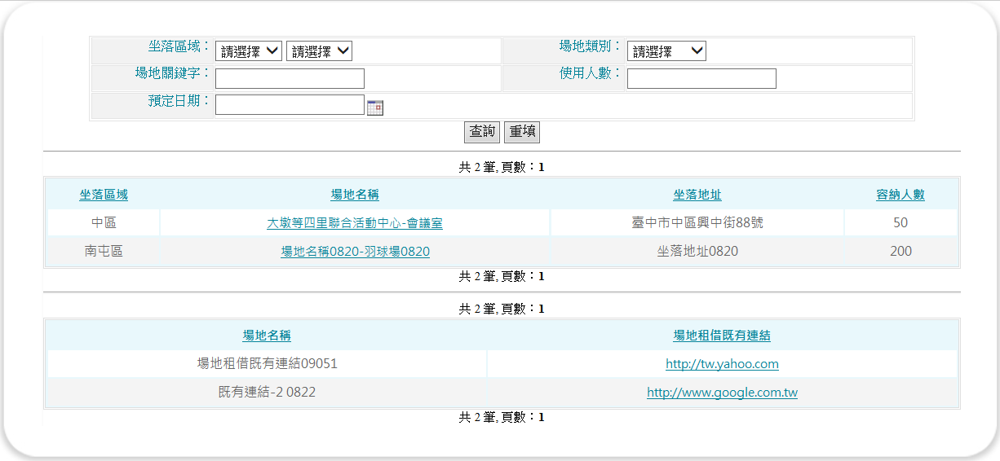 坐落區域： 請選擇 請選擇 場地類別： 請選擇
場地關鍵字： 使用人數：
預定日期：
查詢 重填
共 2 筆, 頁數：1
坐落區域 場地名稱 坐落地址 容納人數
中區 大墩等四里聯合活動中心-會議室 臺中市中區興中街88號 50
南屯區 場地名稱0820-羽球場0820 坐落地址0820 200
共 2 筆, 頁數：1
共 2 筆, 頁數：1
場地名稱 場地租借既有連結
場地租借既有連結09051 http://tw.yahoo.com
既有連結-2 0822 http://www.google.com.tw
共 2 筆, 頁數：1